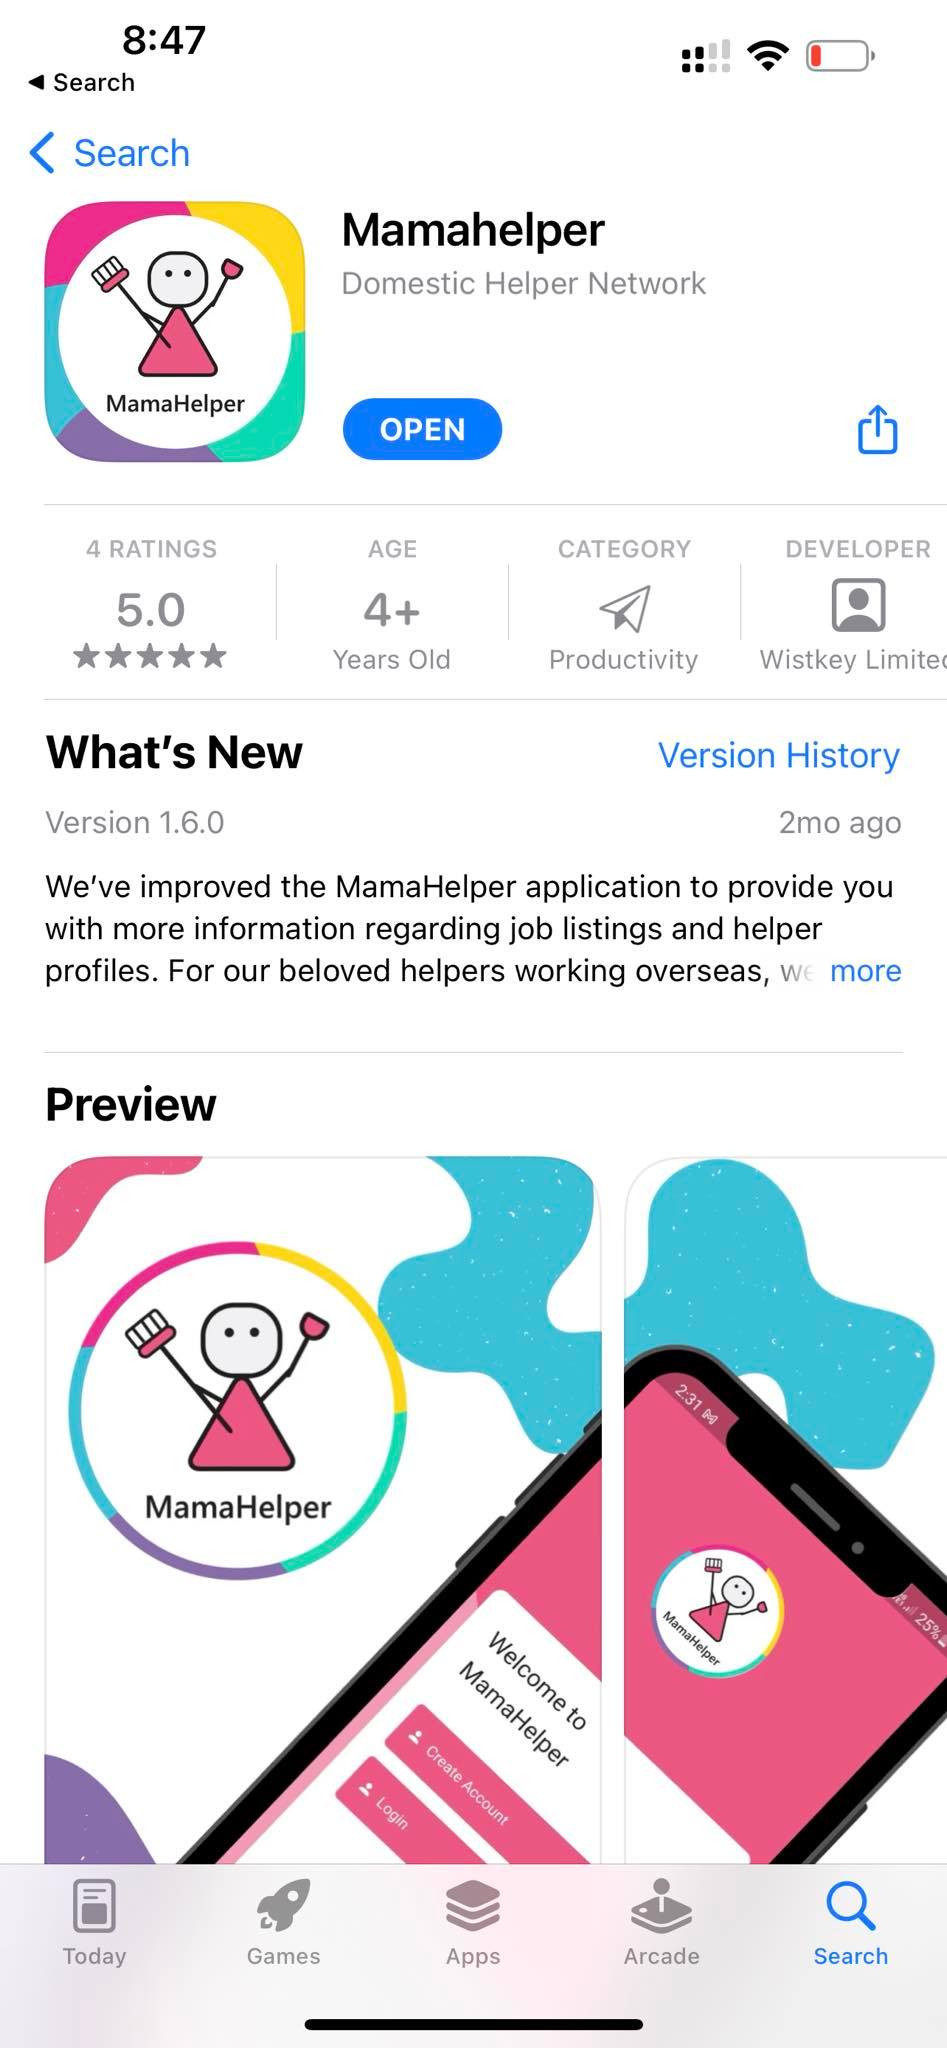 8:47
Search
Search
MamaHelper
Mamahelper
Domestic Helper Network
OPEN
4 RATINGS
5.0
AGE
4+
Years Old
CATEGORY
Productivity
DEVELOPER
Wistkey Limited
What's New
Version History
Version 1.6.0
2mo ago
We've improved the MamaHelper application to provide you
with more information regarding job listings and helper
profiles. For our beloved helpers working overseas, we more
Preview
MamaHelper
Welcome to
MamaHelper
Create Account
Login
2:31
25%
MamaHelper
Today
Games
Apps
Arcade
Search